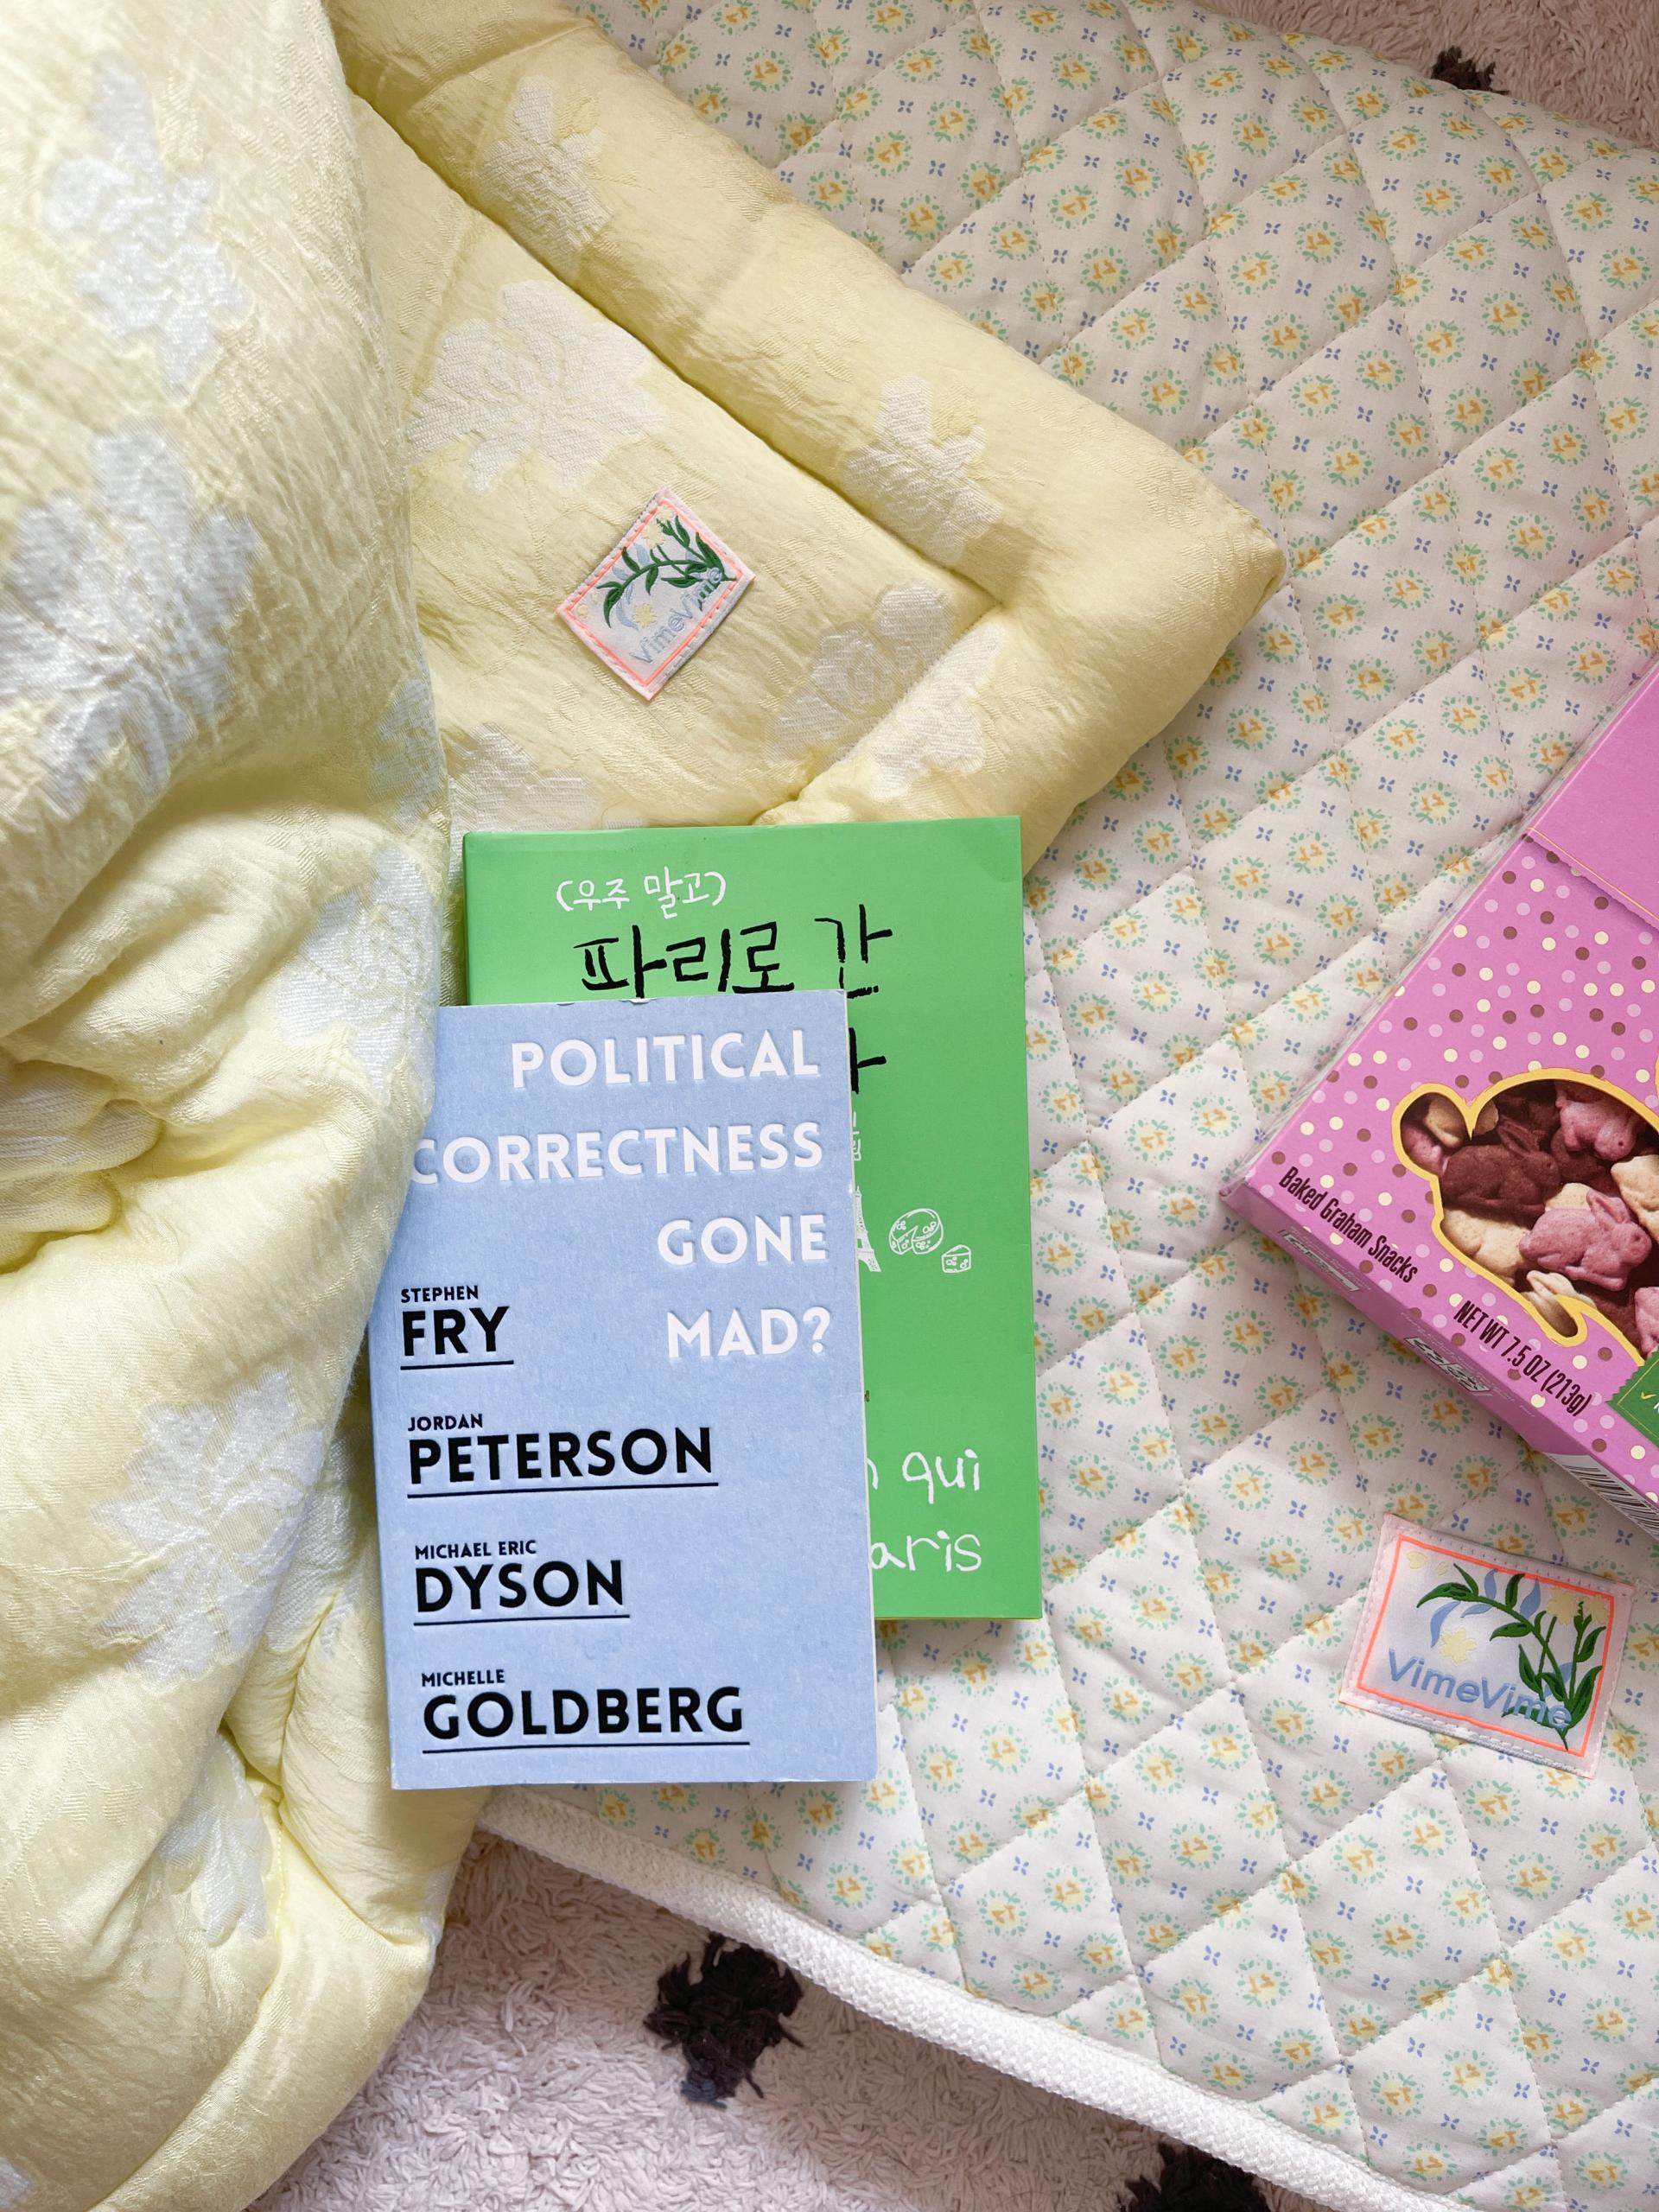 VimeVime
(우주 말고)
파리로 간
POLITICAL
CORRECTNESS
GONE
MAD?
STEPHEN
FRY
JORDAN
PETERSON
MICHAEL ERIC
DYSON
MICHELLE
GOLDBERG
qui
aris
Baked Graham Snacks
NET WT 7.5 OZ (213g)
VimeVime